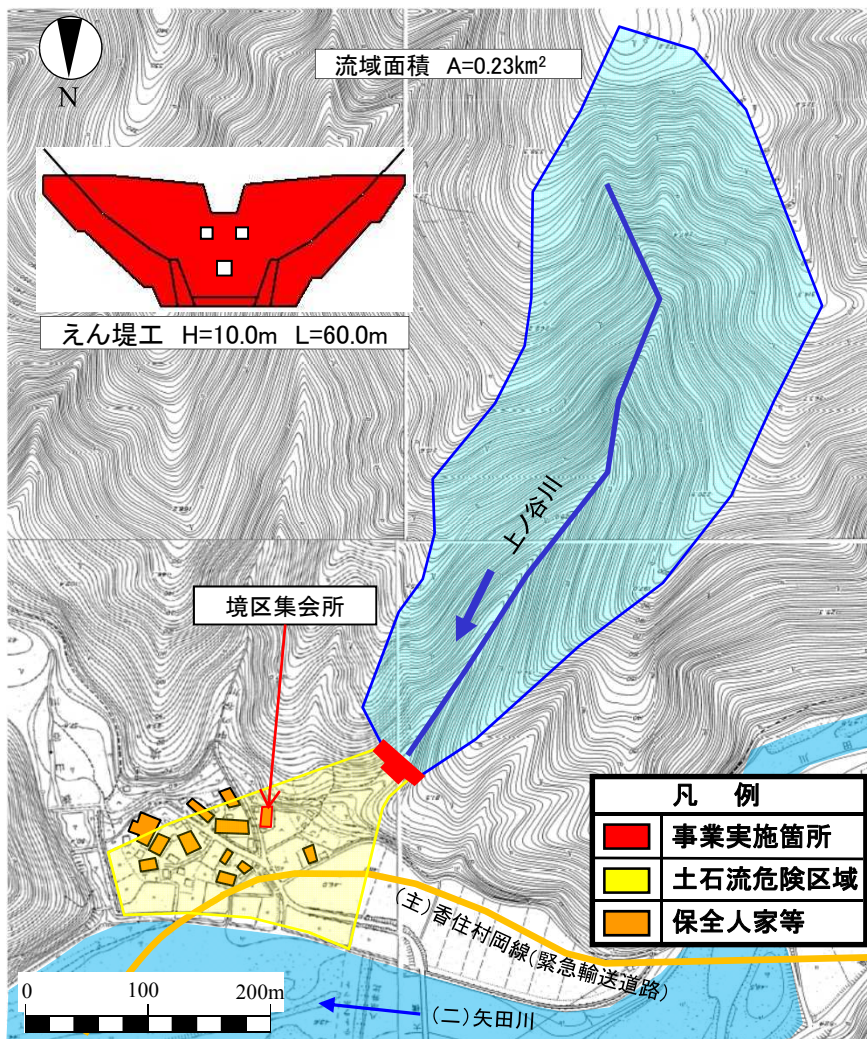 流域面積 A=0.23km²
N
えん堤工 H=10.0m L=60.0m
上ノ谷川
境区集会所
凡 例
事業実施箇所
土石流危険区域
保全人家等
(主)香住村岡線(緊急輸送道路)
0 100 200m
(二)矢田川